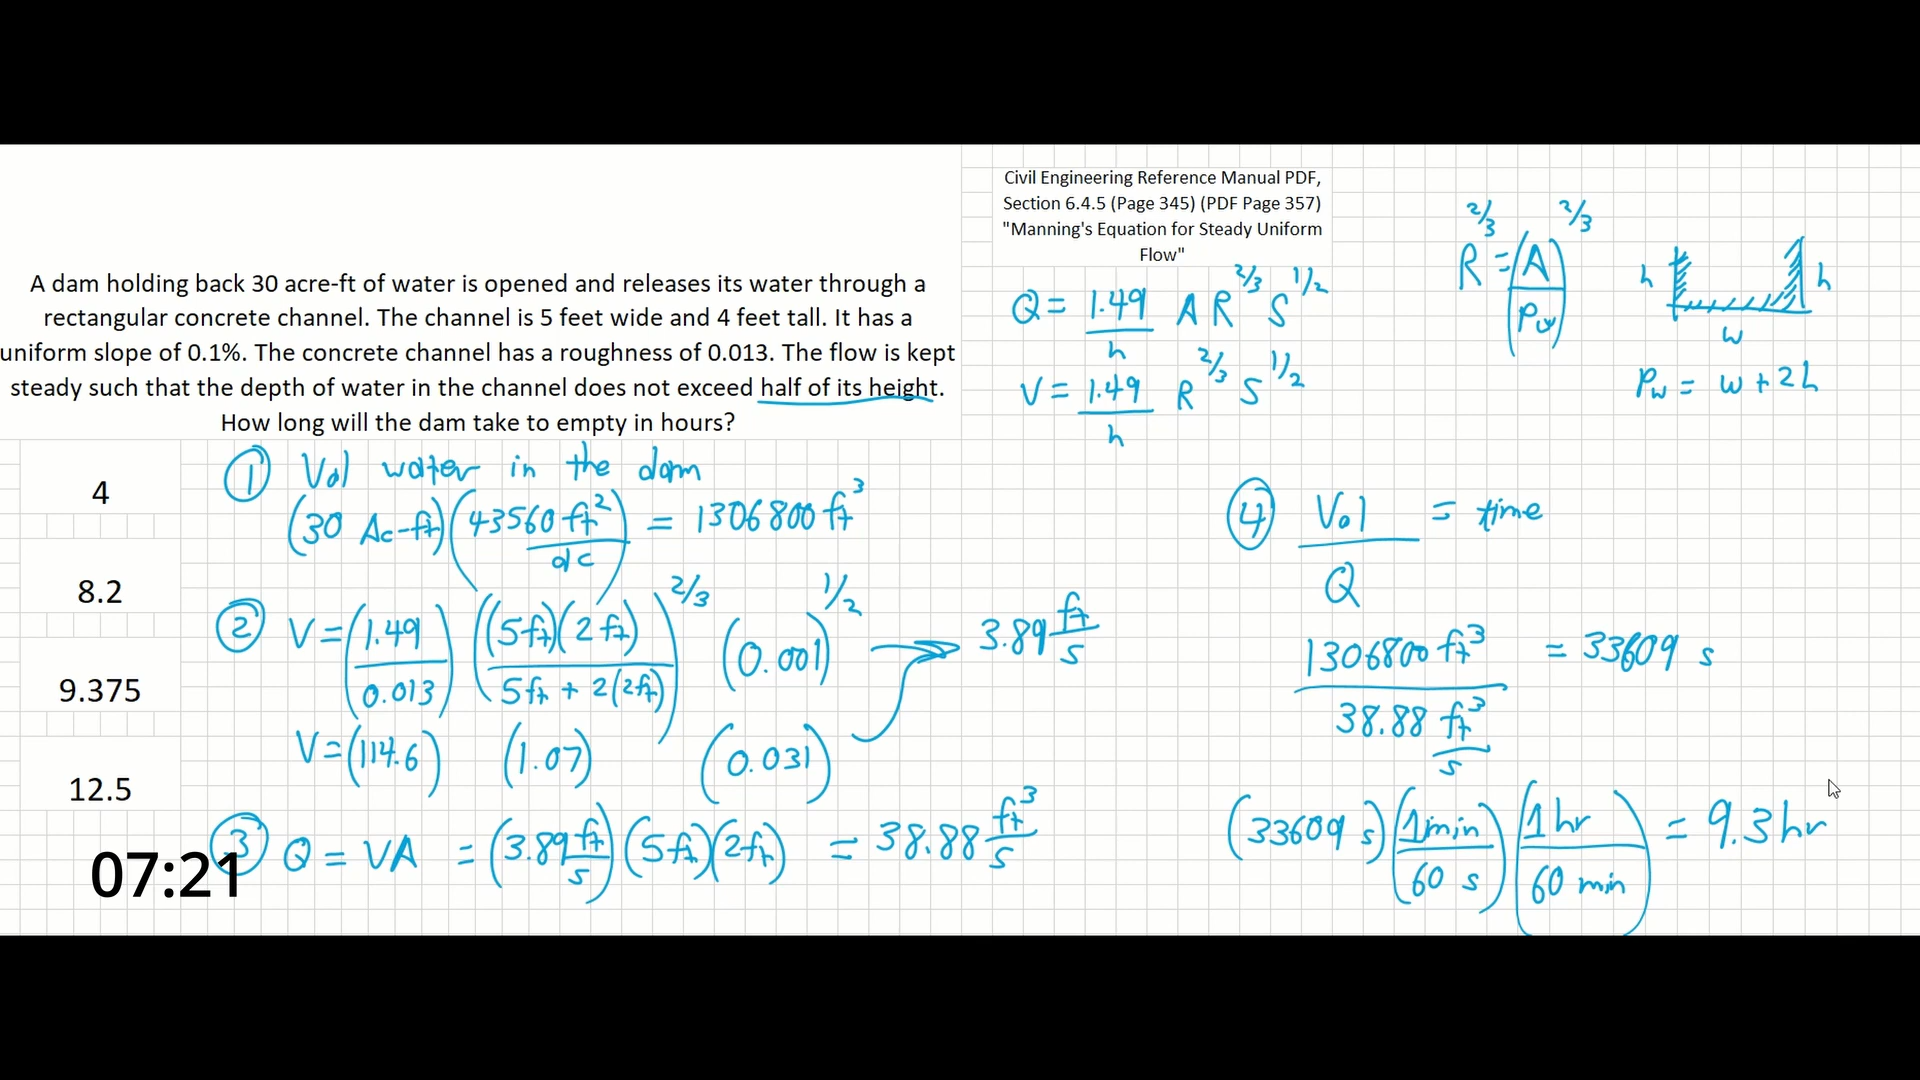 A dam holding back 30 acre-ft of water is opened and releases its water through a
rectangular concrete channel. The channel is 5 feet wide and 4 feet tall. It has a
uniform slope of 0.1%. The concrete channel has a roughness of 0.013. The flow is kept
steady such that the depth of water in the channel does not exceed half of its height.
How long will the dam take to empty in hours?
4
8.2
9.375
12.5
07:21
Civil Engineering Reference Manual PDF,
Section 6.4.5 (Page 345) (PDF Page 357)
"Manning's Equation for Steady Uniform
Flow"
Q = 1.49/n A R^2/3 S^1/2
V = 1.49/n R^2/3 S^1/2
R^2/3 = (A/Pw)^2/3
h h
w
Pw = w + 2h
① Vol water in the dam
(30 Ac-ft)(43560 ft²/ac) = 1306800 ft³
② V = (1.49/0.013) ((5ft)(2ft)/5ft + 2(2ft))^2/3 (0.001)^1/2 3.89 ft/s
V = (114.6) (1.07) (0.031)
③ Q = VA = (3.89 ft/s)(5ft)(2ft) = 38.88 ft³/s
④ Vol/Q = time
1306800 ft³/38.88 ft³/s = 33609 s
(33609 s)(1min/60 s)(1hr/60 min) = 9.3 hr